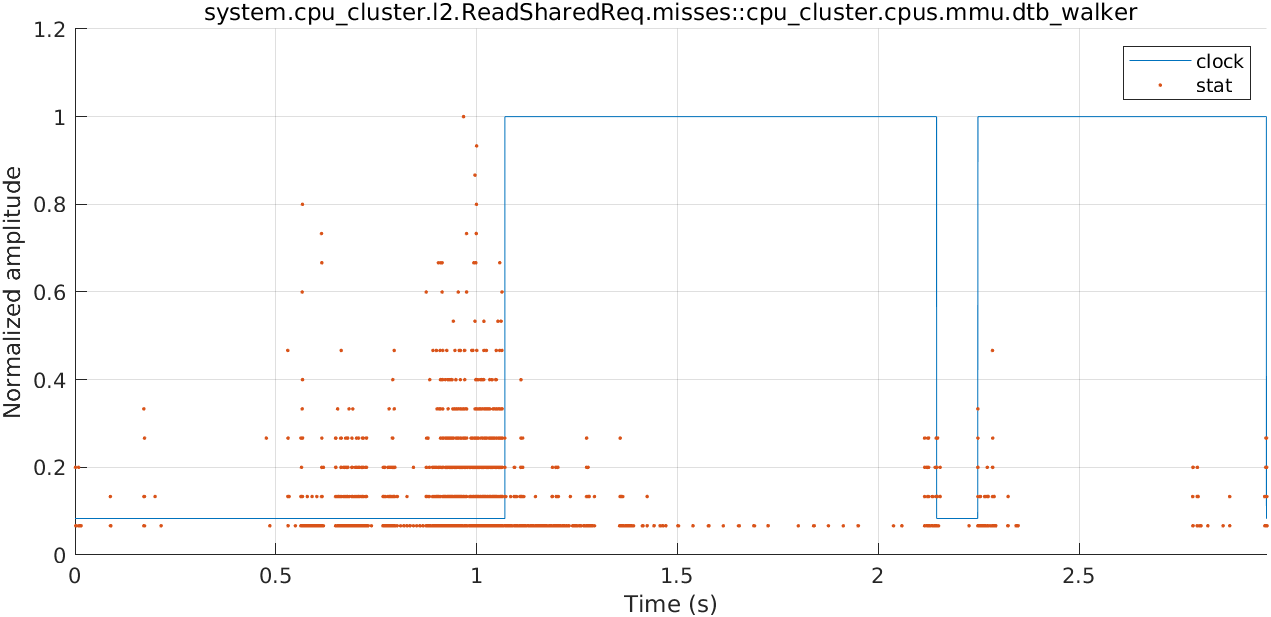 system.cpu_cluster.l2.ReadSharedReq.misses::cpu_cluster.cpus.mmu.dtb_walker
1.2
1
0.8
0.6
0.4
0.2
0
Normalized amplitude
clock
stat
0 0.5 1 1.5 2 2.5
Time (s)